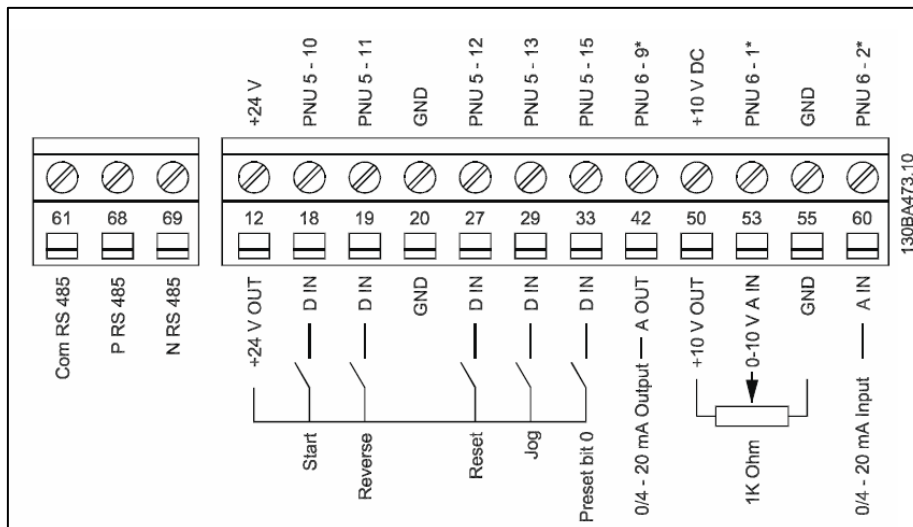 +24 V
PNU 5 - 10
PNU 5 - 11
GND
PNU 5 - 12
PNU 5 - 13
PNU 5 - 15
PNU 6 - 9*
+10 V DC
PNU 6 - 1*
GND
PNU 6 - 2*
61
68
69
12
18
19
20
27
29
33
42
50
53
55
60
130BA473.10
Com RS 485
P RS 485
N RS 485
+24 V OUT
D IN
D IN
GND
D IN
D IN
D IN
0/4 - 20 mA Output
A OUT
+10 V OUT
0-10 V A IN
GND
0/4 - 20 mA Input
A IN
Start
Reverse
Reset
Jog
Preset bit 0
1K Ohm